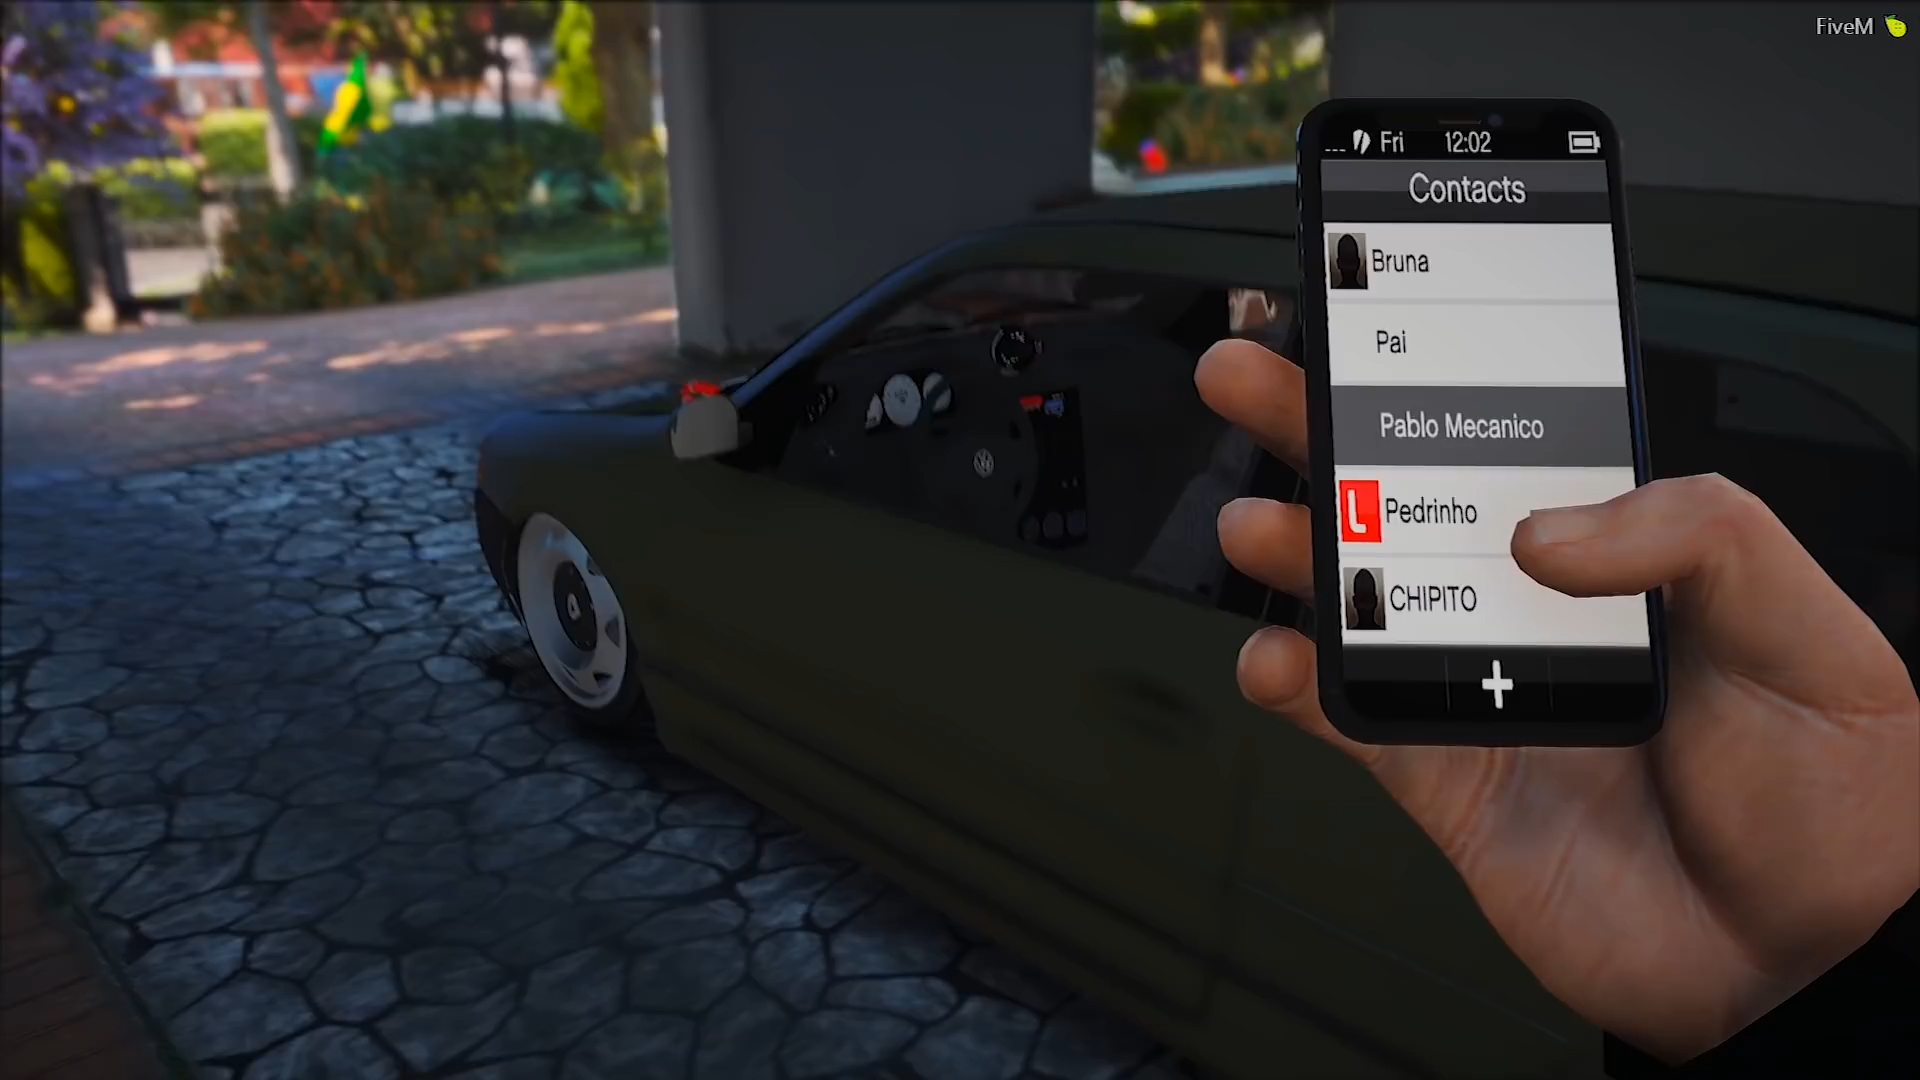 FiveM
Fri 12:02
Contacts
Bruna
Pai
Pablo Mecanico
L Pedrinho
CHIPITO